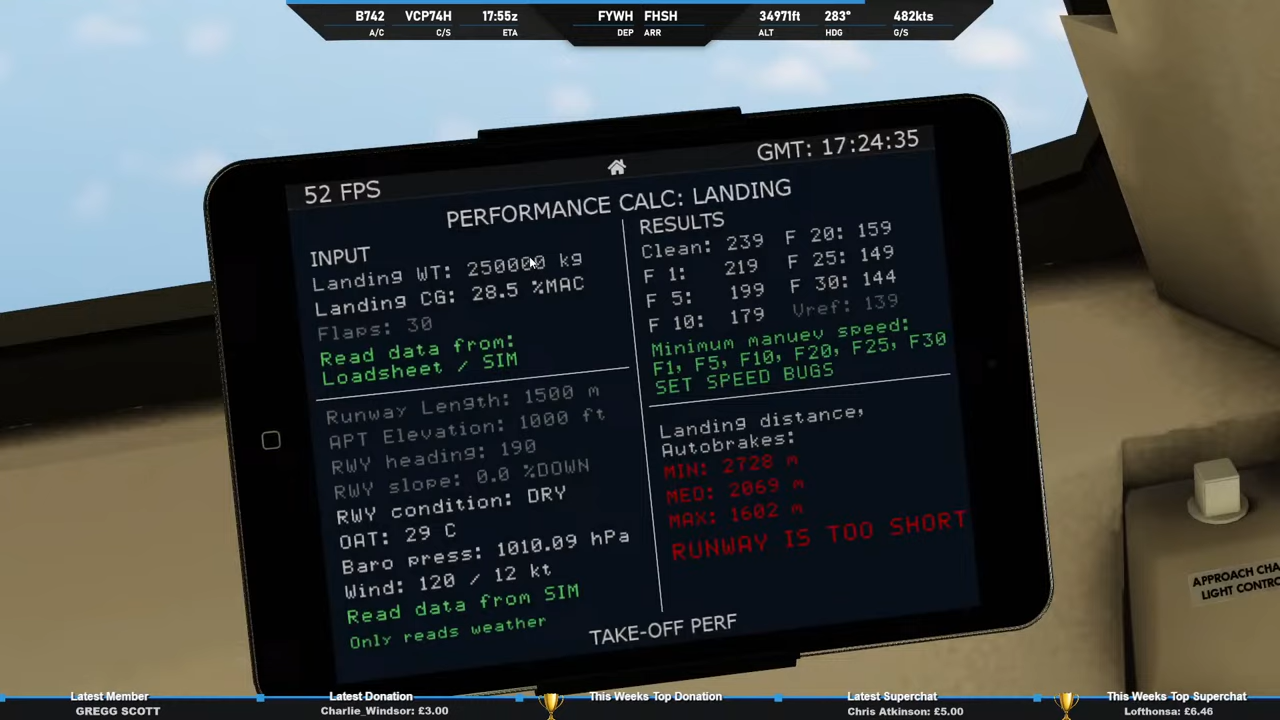 B742 VCP74H 17:55z FYWH FHSH 34971ft 283° 482kts
A/C C/S ETA DEP ARR ALT HDG G/S
52 FPS GMT: 17:24:35
PERFORMANCE CALC: LANDING
INPUT
Landing WT: 250000 kg
Landing CG: 28.5 %MAC
Flaps: 30
Read data from:
Loadsheet / SIM
Runway Length: 1500 m
APT Elevation: 1000 ft
RWY heading: 190
RWY slope: 0.0 %DOWN
RWY condition: DRY
OAT: 29 C
Baro press: 1010.09 hPa
Wind: 120 / 12 kt
Read data from SIM
Only reads weather
RESULTS
Clean: 239 F 20: 159
F 1: 219 F 25: 149
F 5: 199 F 30: 144
F 10: 179 Vref: 139
Minimum manuev speed:
F1, F5, F10, F20, F25, F30
SET SPEED BUGS
Landing distance,
Autobrakes:
MIN: 2728 m
MED: 2069 m
MAX: 1602 m
RUNWAY IS TOO SHORT
TAKE-OFF PERF
APPROACH CHA
LIGHT CONTRO
Latest Member Latest Donation This Weeks Top Donation Latest Superchat This Weeks Top Superchat
GREGG SCOTT Charlie_Windsor: £3.00 Chris Atkinson: £5.00 Lofthonsa: £6.46